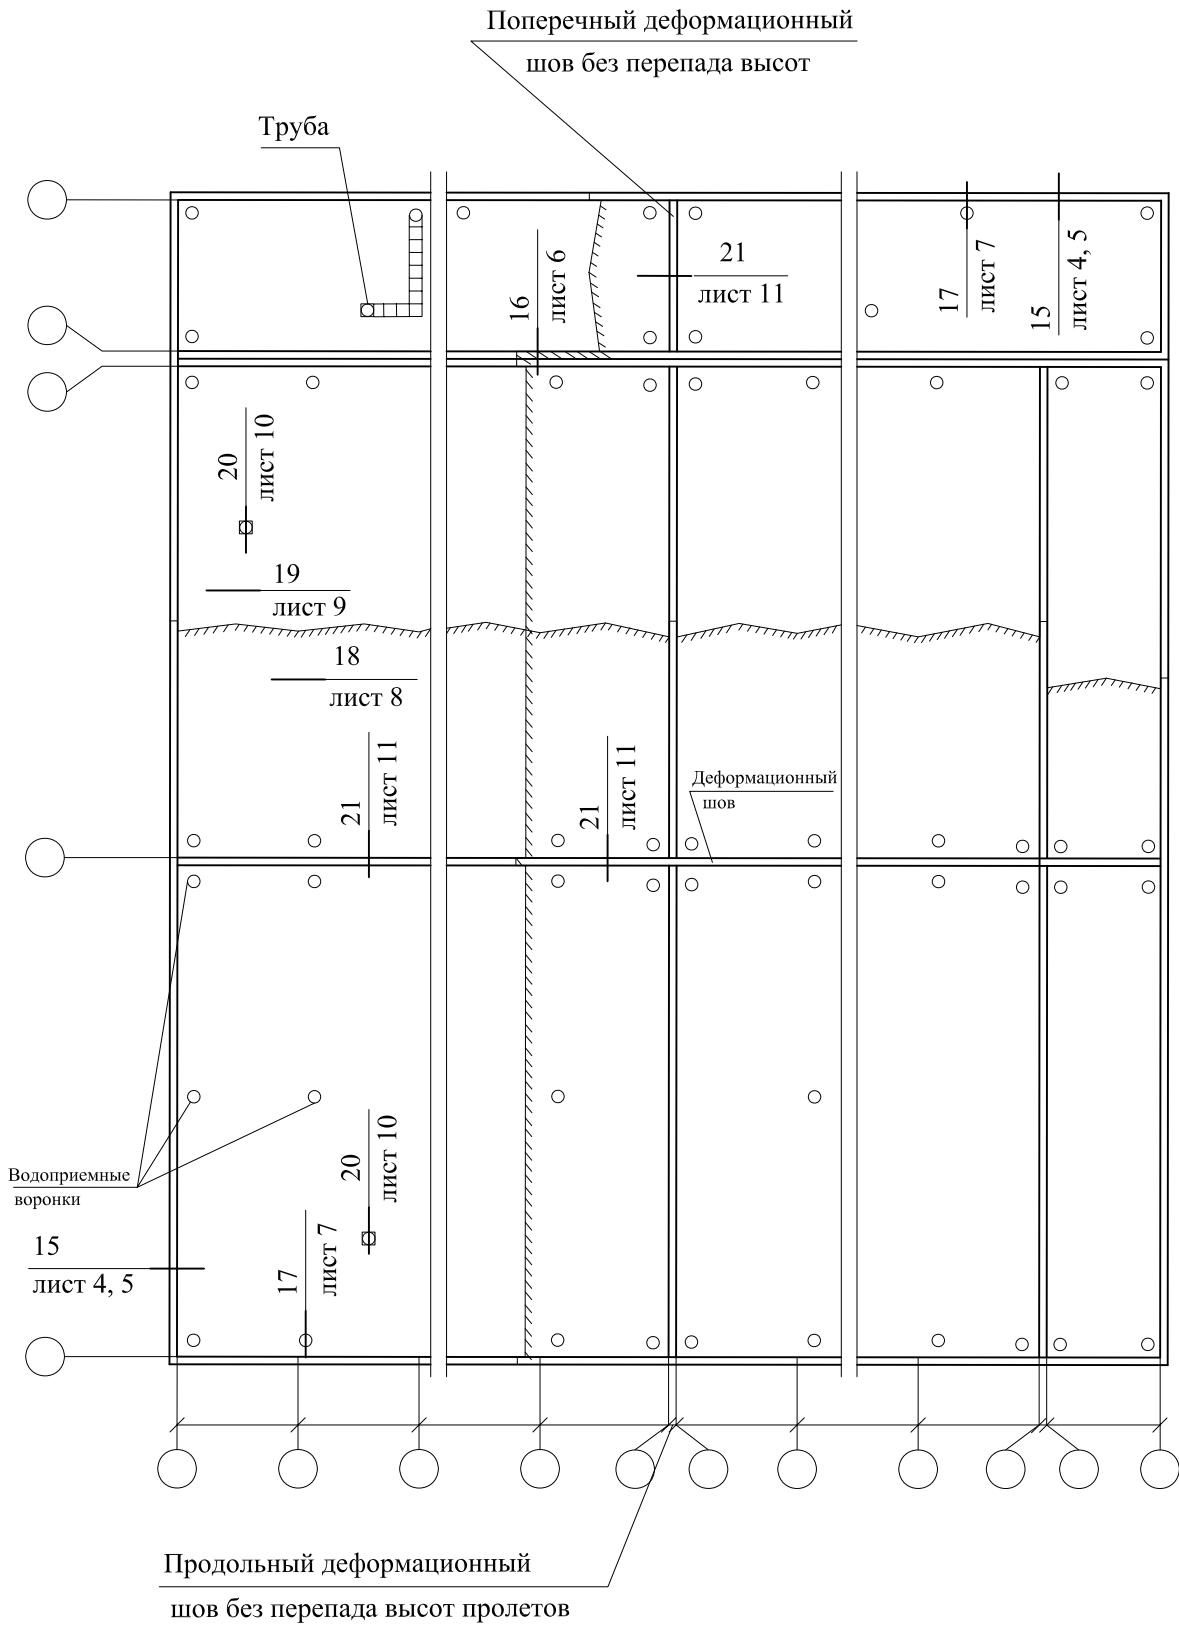 Поперечный деформационный
шов без перепада высот
Труба
21
лист 11
16
лист 6
17
лист 7
15
лист 4, 5
20
лист 10
19
лист 9
18
лист 8
21
лист 11
21
лист 11
Деформационный
шов
Водоприемные
воронки
20
лист 10
15
лист 4, 5
17
лист 7
Продольный деформационный
шов без перепада высот пролетов